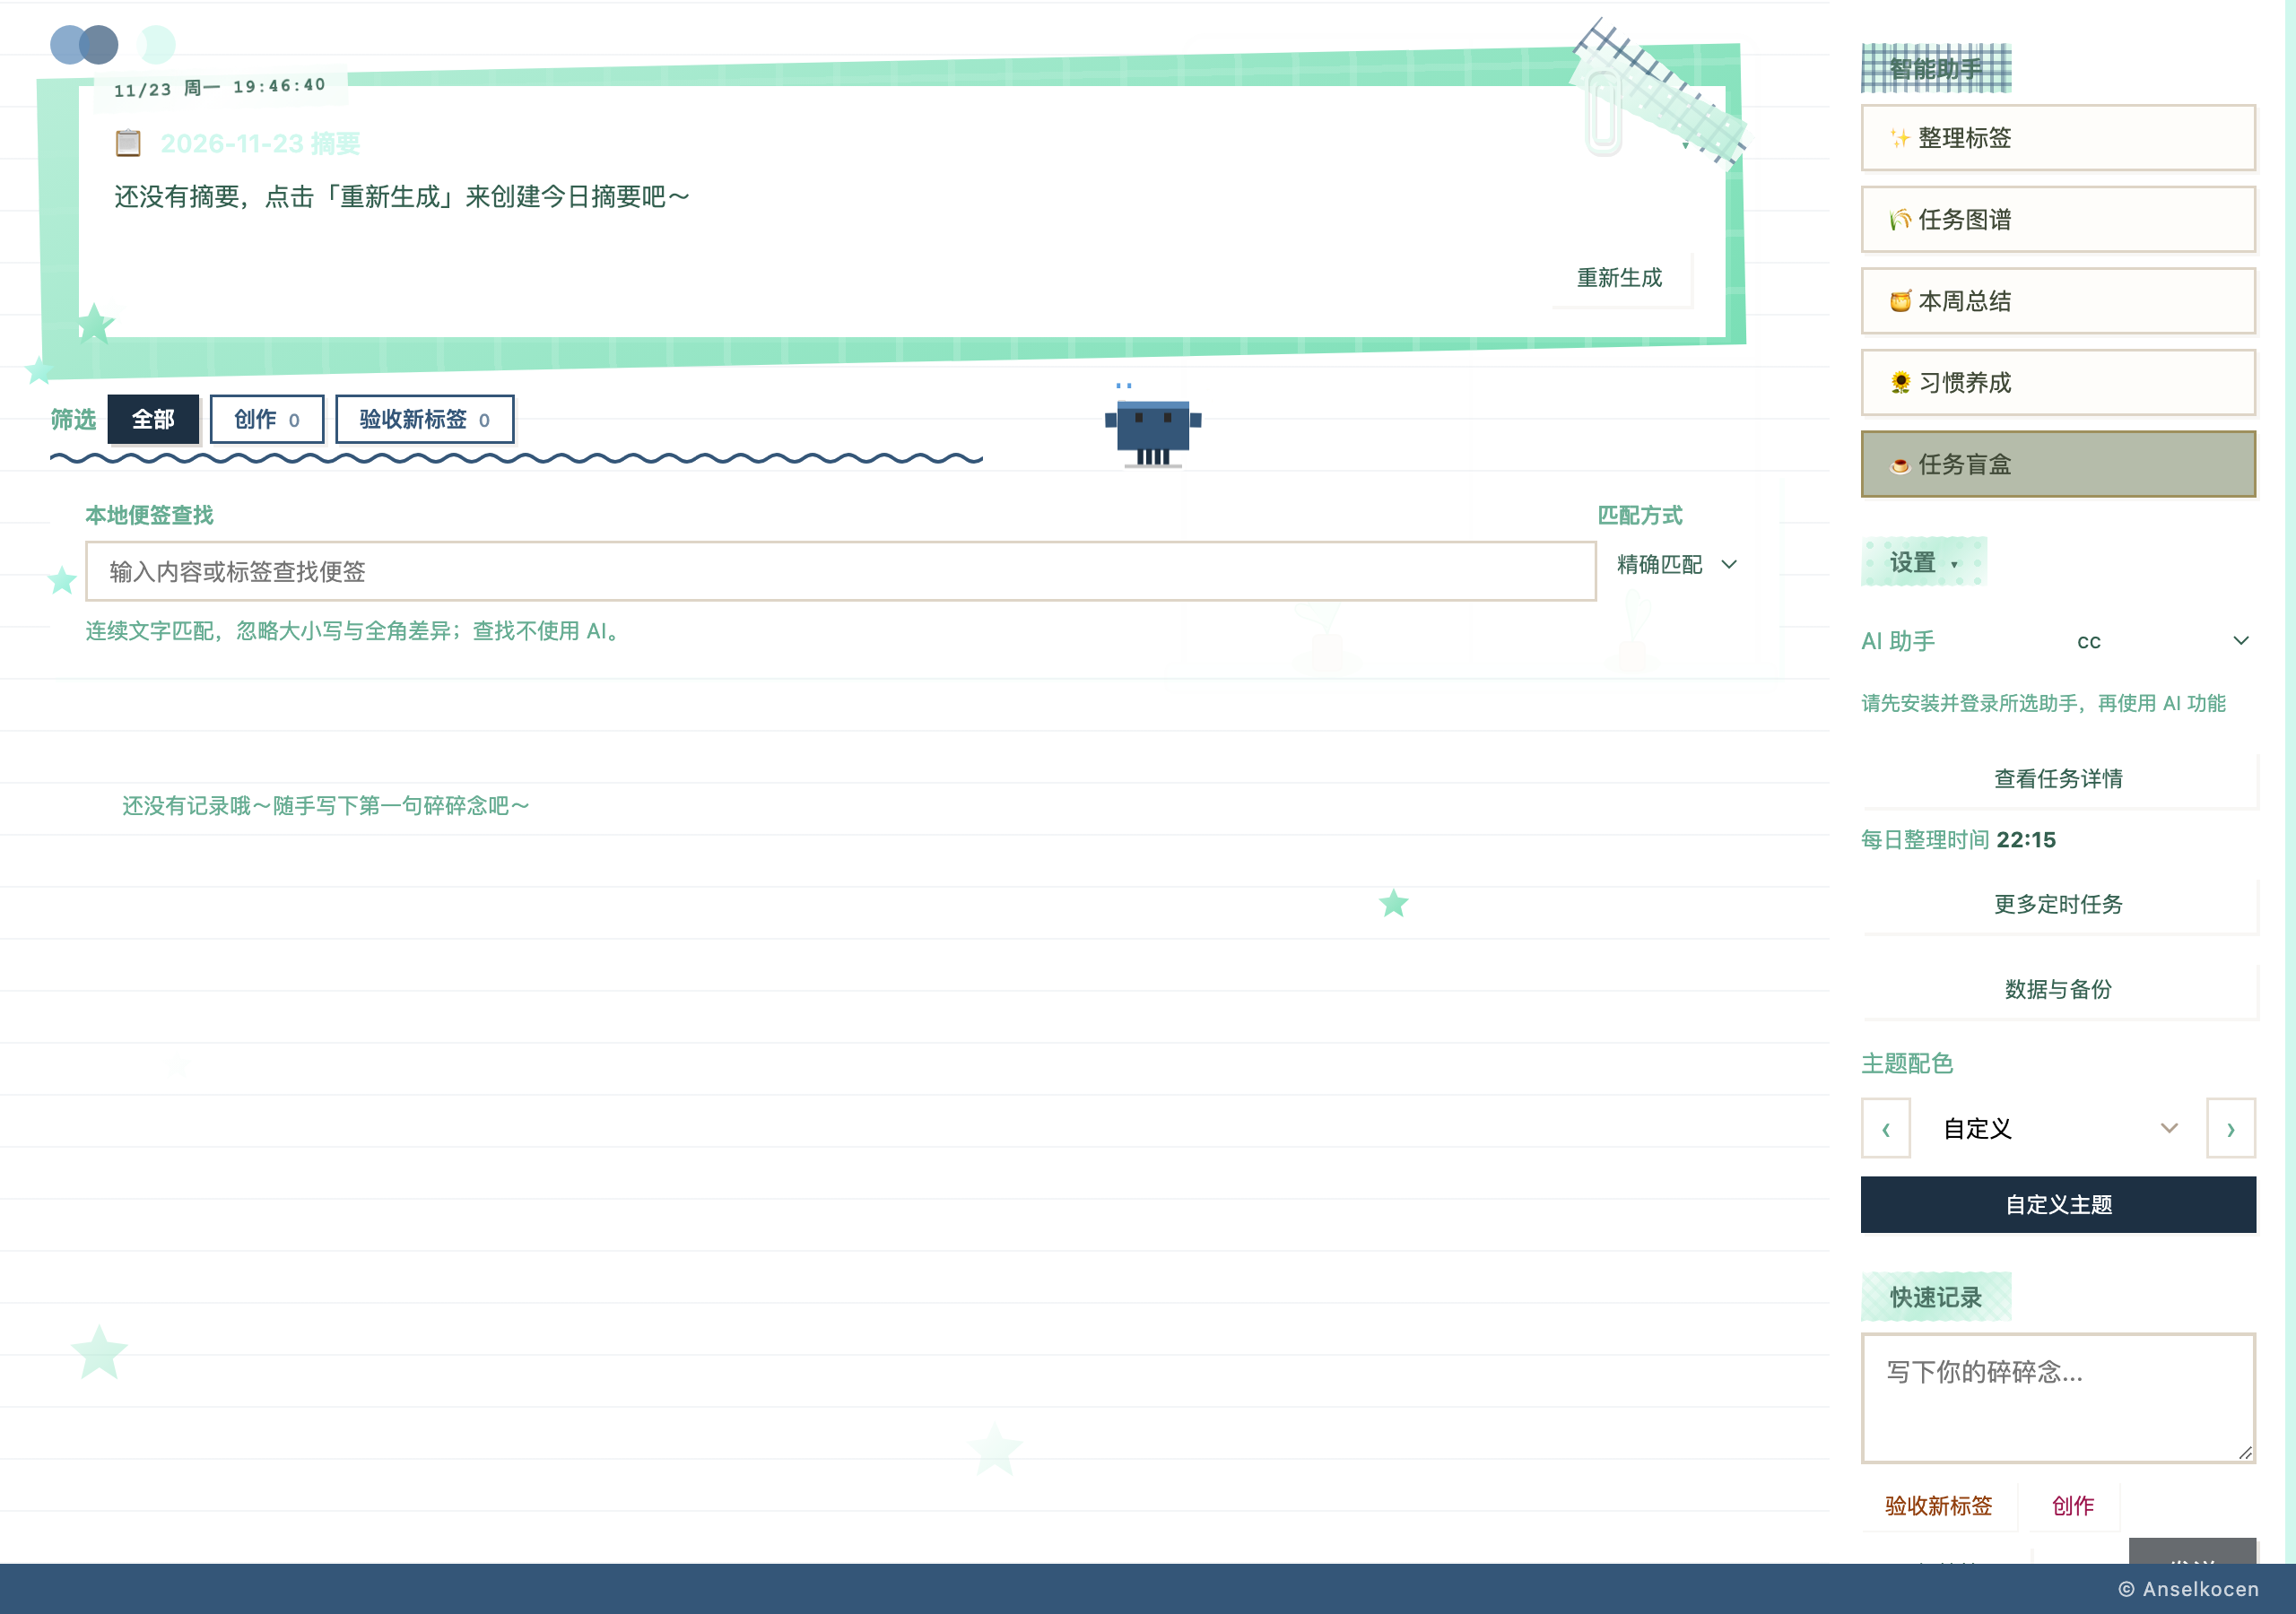 11/23 周一 19:46:40
📋 2026-11-23 摘要
还没有摘要，点击「重新生成」来创建今日摘要吧～
重新生成
筛选 全部 创作 0 验收新标签 0
本地便签查找
匹配方式
输入内容或标签查找便签
精确匹配
连续文字匹配，忽略大小写与全角差异；查找不使用 AI。
还没有记录哦～随手写下第一句碎碎念吧～
智能助手
✨ 整理标签
🌾 任务图谱
🍯 本周总结
🌻 习惯养成
☕ 任务盲盒
设置 ▾
AI 助手 cc
请先安装并登录所选助手，再使用 AI 功能
查看任务详情
每日整理时间 22:15
更多定时任务
数据与备份
主题配色
‹ 自定义 ›
自定义主题
快速记录
写下你的碎碎念...
验收新标签 创作
© Anselkocen